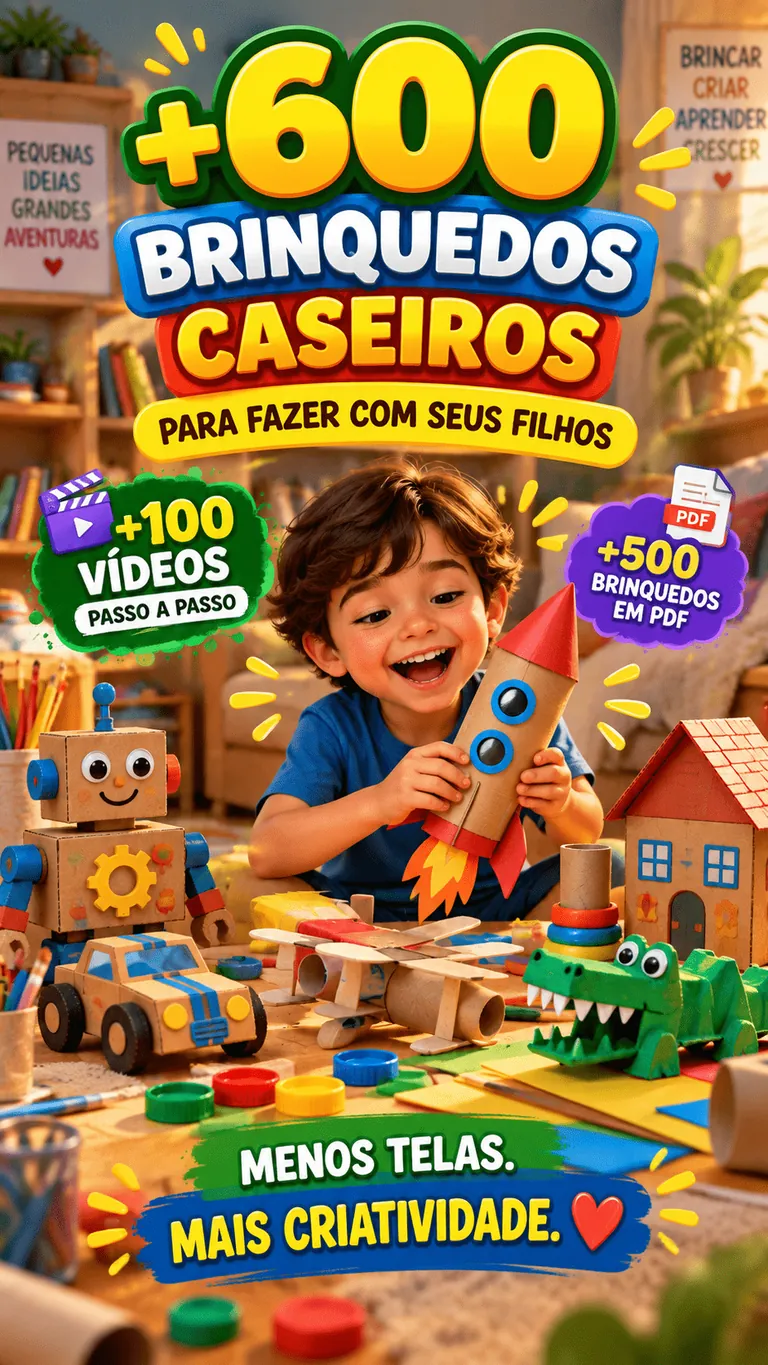 +600
BRINQUEDOS
CASEIROS
PARA FAZER COM SEUS FILHOS
PEQUENAS
IDEIAS
GRANDES
AVENTURAS
BRINCAR
CRIAR
APRENDER
CRESCER
+100
VÍDEOS
PASSO A PASSO
PDF
+500
BRINQUEDOS
EM PDF
MENOS TELAS.
MAIS CRIATIVIDADE.